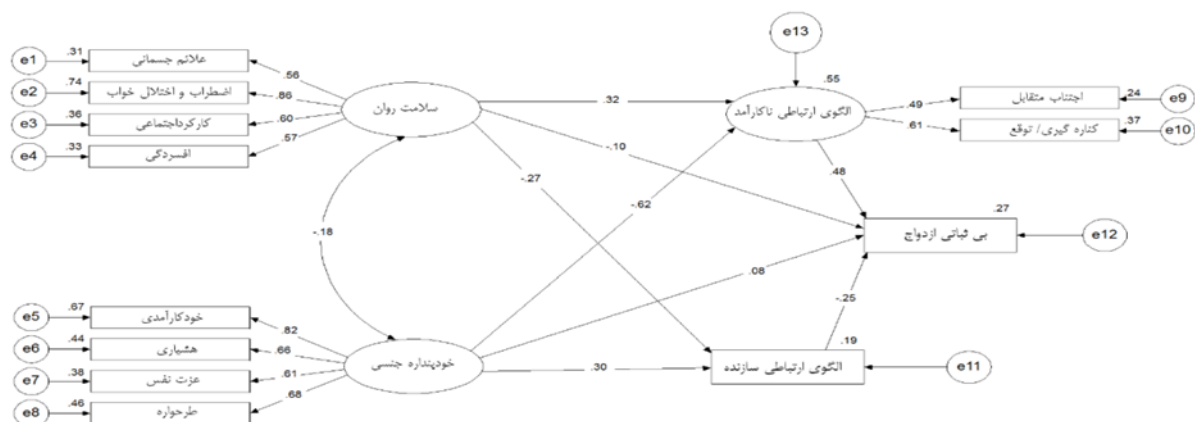 e13
.31
e1
علائم جسمانی
.56
.55
.74
e2
اضطراب و اختلال خواب
.86
سلامت روان
.32
الگوی ارتباطی ناکارآمد
.49
اجتناب متقابل
.24
e9
.36
e3
کارکرداجتماعی
.60
.61
کناره گیری/ توقع
.37
e10
.33
e4
افسردگی
.57
-.10
-.27
.48
-.62
.27
بی ثباتی ازدواج
e12
-.18
.08
-.25
.67
e5
خودکارآمدی
.82
.44
e6
هشیاری
.66
.19
.38
e7
عزت نفس
.61
خودپنداره جنسی
.30
الگوی ارتباطی سازنده
e11
.46
e8
طرحواره
.68